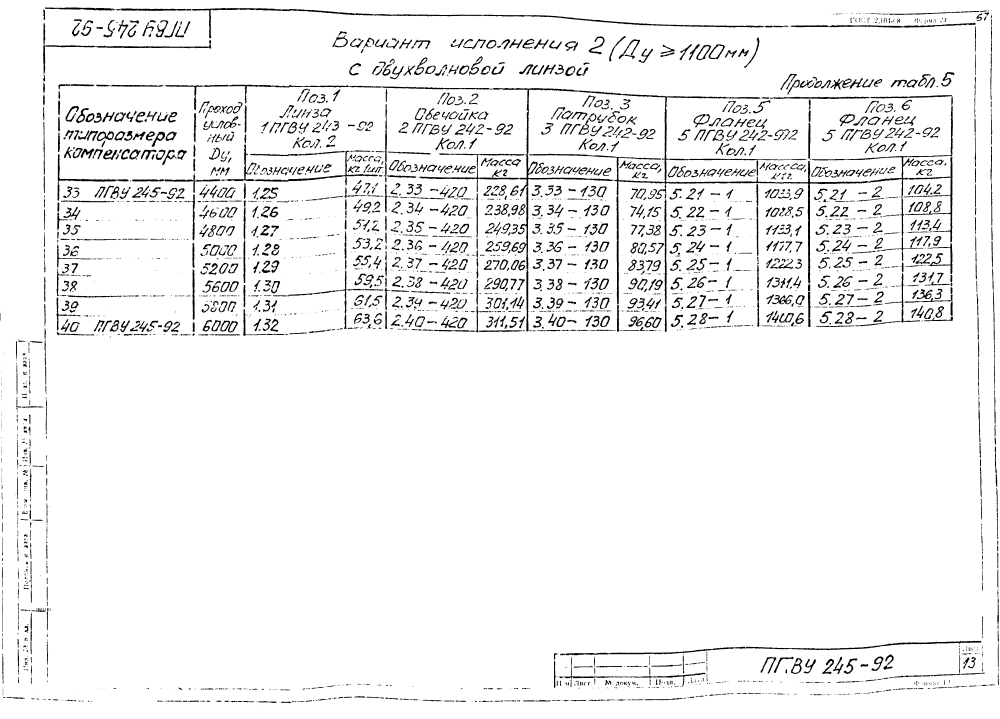 ГОСТ 2.104-68 Форма 2а
67
ПГВУ 245-92
Вариант исполнения 2 (Ду ≥ 1100 мм)
с двухволновой линзой
Продолжение табл. 5
Обозначение типоразмера компенсатора | Проход условный Ду, мм | Поз. 1 Линза 1 ПГВУ 243-92 Кол. 2 | Поз. 2 Обечайка 2 ПГВУ 242-92 Кол. 1 | Поз. 3 Патрубок 3 ПГВУ 242-92 Кол. 1 | Поз. 5 Фланец 5 ПГВУ 242-92 Кол. 1 | Поз. 6 Фланец 5 ПГВУ 242-92 Кол. 1
Обозначение | Масса, кг 1шт. | Обозначение | Масса кг | Обозначение | Масса, кг | Обозначение | Масса, кг | Обозначение | Масса, кг
33 ПГВУ 245-92 | 4400 | 1.25 | 47,1 | 2.33-420 | 228,61 | 3.33-130 | 70,95 | 5.21-1 | 1033,9 | 5.21-2 | 104,2
34 | 4600 | 1.26 | 49,2 | 2.34-420 | 238,98 | 3.34-130 | 74,15 | 5.22-1 | 1088,5 | 5.22-2 | 108,8
35 | 4800 | 1.27 | 51,2 | 2.35-420 | 249,35 | 3.35-130 | 77,38 | 5.23-1 | 1133,1 | 5.23-2 | 113,4
36 | 5000 | 1.28 | 53,2 | 2.36-420 | 259,69 | 3.36-130 | 80,57 | 5.24-1 | 1177,7 | 5.24-2 | 117,9
37 | 5200 | 1.29 | 55,4 | 2.37-420 | 270,06 | 3.37-130 | 83,79 | 5.25-1 | 1222,3 | 5.25-2 | 122,5
38 | 5600 | 1.30 | 59,5 | 2.38-420 | 290,77 | 3.38-130 | 90,19 | 5.26-1 | 1311,4 | 5.26-2 | 131,7
39 | 5800 | 1.31 | 61,5 | 2.39-420 | 301,14 | 3.39-130 | 93,41 | 5.27-1 | 1366,0 | 5.27-2 | 136,3
40 ПГВУ 245-92 | 6000 | 1.32 | 63,6 | 2.40-420 | 311,51 | 3.40-130 | 96,60 | 5.28-1 | 1400,6 | 5.28-2 | 140,8
ПГВУ 245-92
Лист
13
Лист № докум. Подп.